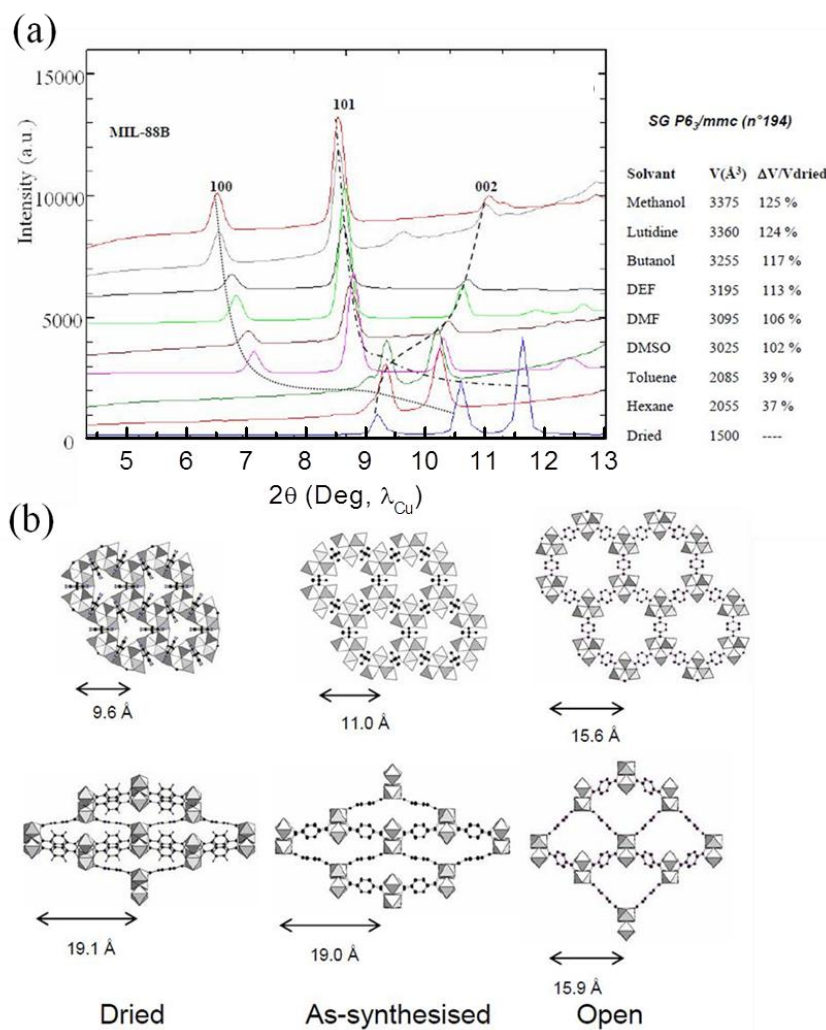 (a)
15000
10000
5000
0
Intensity (a.u.)
MIL-88B
100
101
002
5 6 7 8 9 10 11 12 13
2θ (Deg, λCu)
SG P63/mmc (n°194)
Solvent V(Å³) ΔV/Vdried
Methanol 3375 125 %
Lutidine 3360 124 %
Butanol 3255 117 %
DEF 3195 113 %
DMF 3095 106 %
DMSO 3025 102 %
Toluene 2085 39 %
Hexane 2055 37 %
Dried 1500 ----
(b)
9.6 Å
11.0 Å
15.6 Å
19.1 Å
19.0 Å
15.9 Å
Dried
As-synthesised
Open